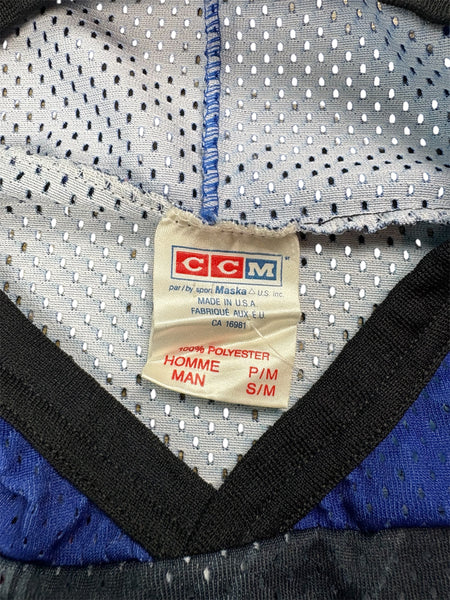 CCM
par / by sport Maska U.S. Inc.
MADE IN U.S.A.
FABRIQUÉ AUX-E U
CA 16981
100% POLYESTER
HOMME P/M
MAN S/M